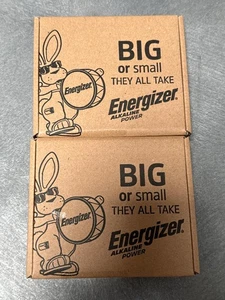 BIG
or small
THEY ALL TAKE
Energizer
Energizer®
ALKALINE
POWER
BIG
or small
THEY ALL TAKE
Energizer
Energizer®
ALKALINE
POWER